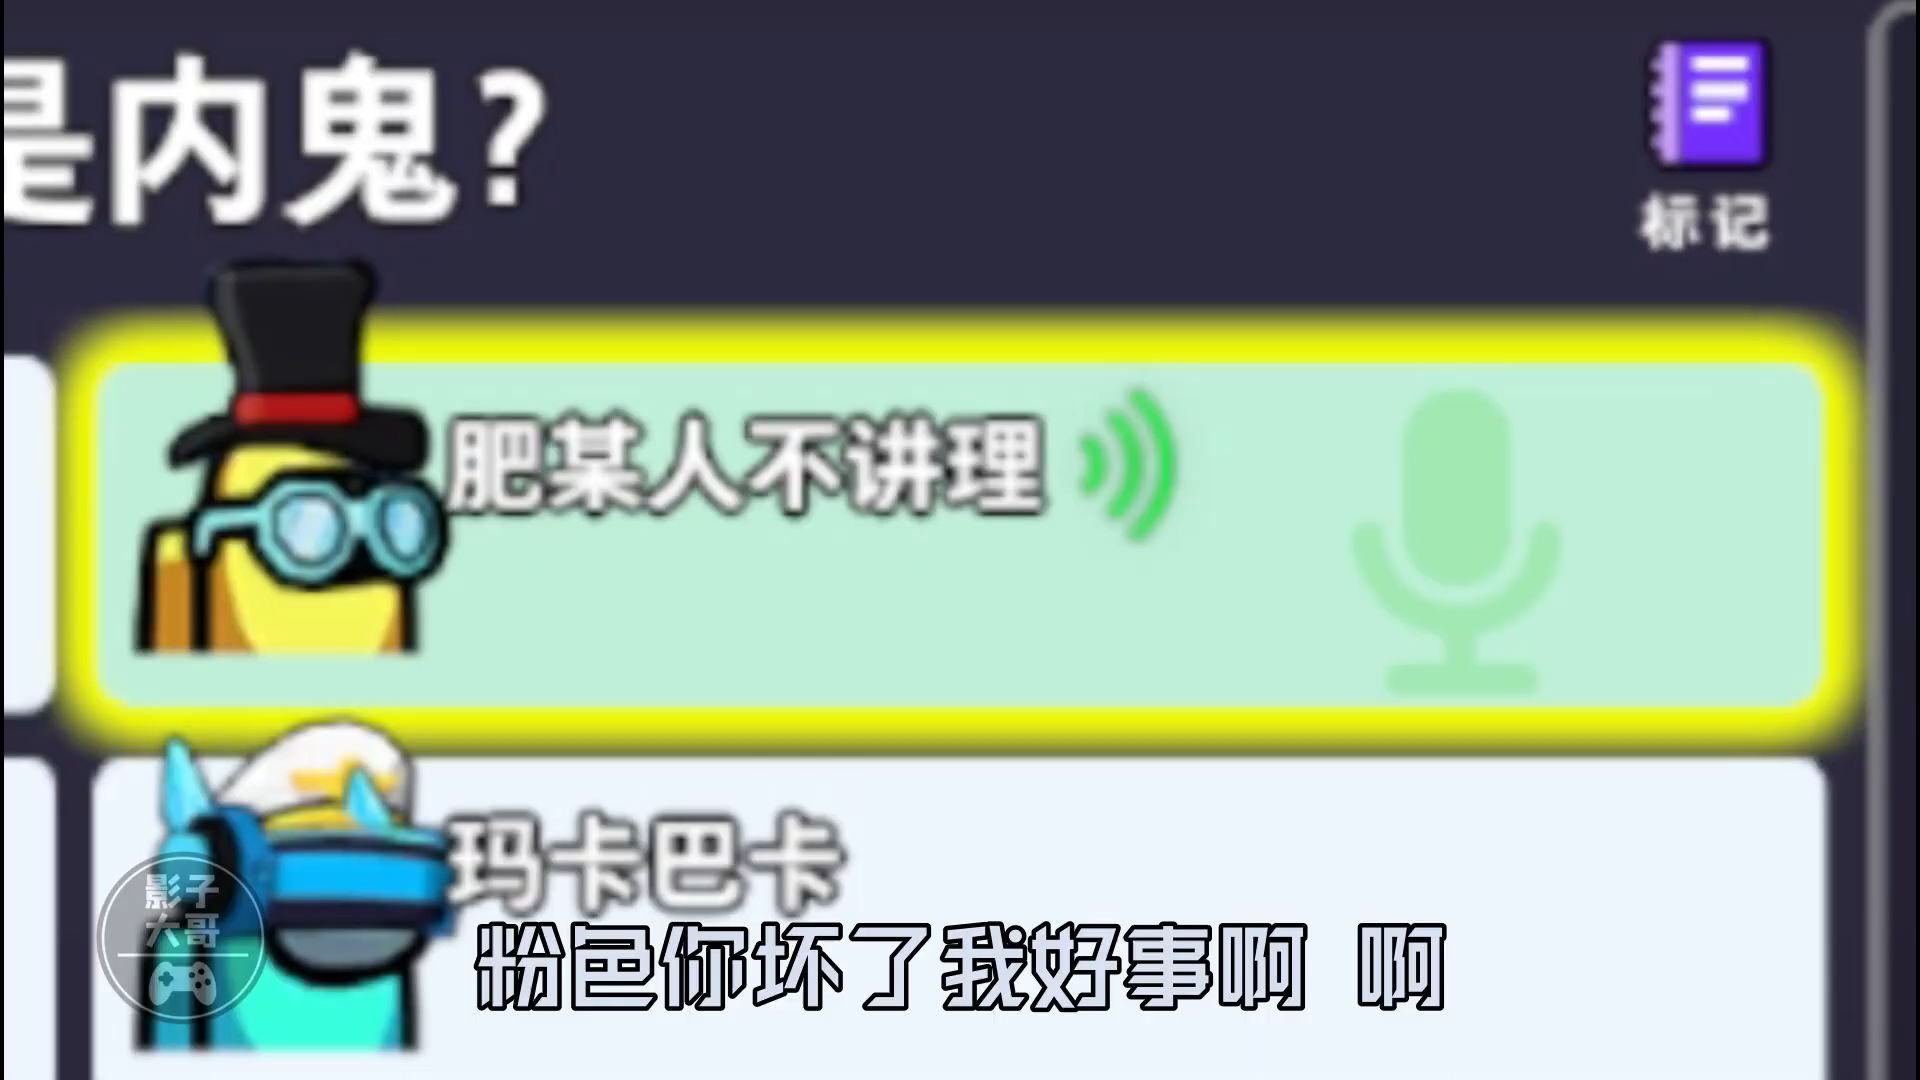 是内鬼?
标记
肥某人不讲理
玛卡巴卡
影子
大哥
粉色你坏了我好事啊 啊